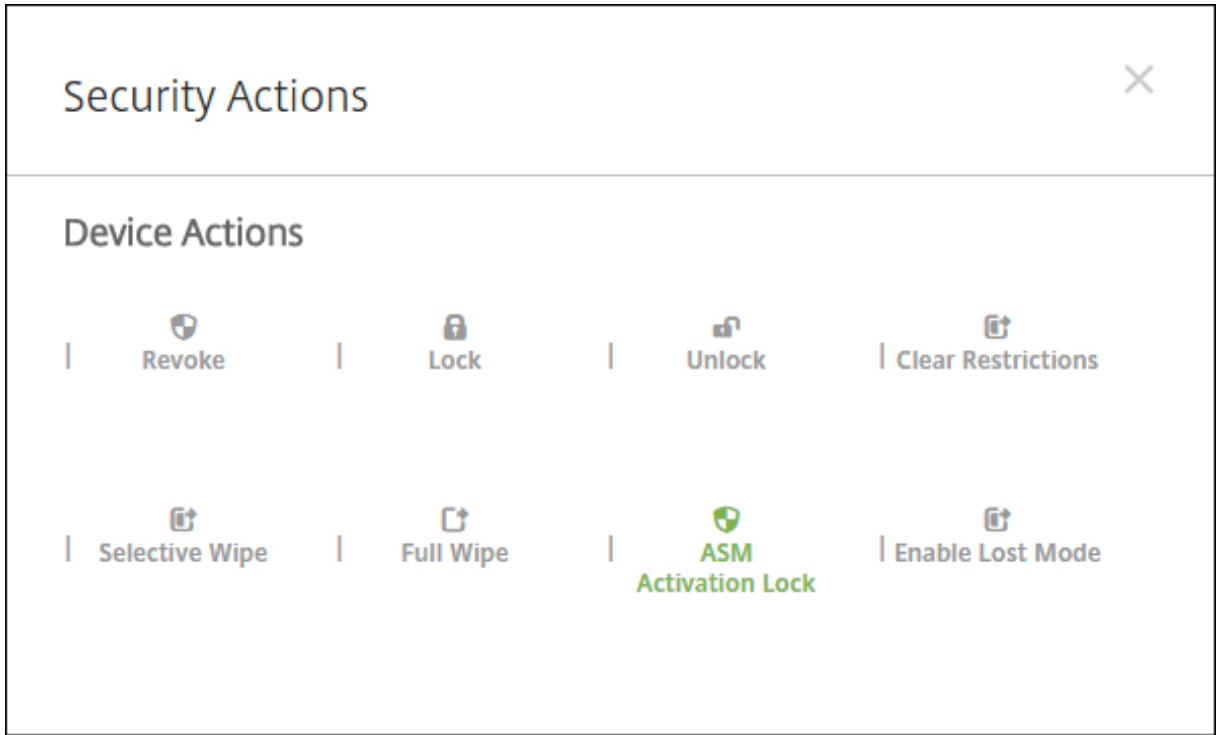 Security Actions
Device Actions
Revoke
Lock
Unlock
Clear Restrictions
Selective Wipe
Full Wipe
ASM
Activation Lock
Enable Lost Mode